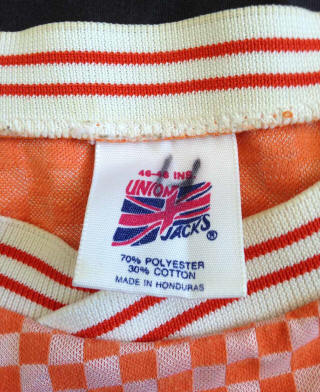 46-48 INS
UNION
JACKS®
70% POLYESTER
30% COTTON
MADE IN HONDURAS